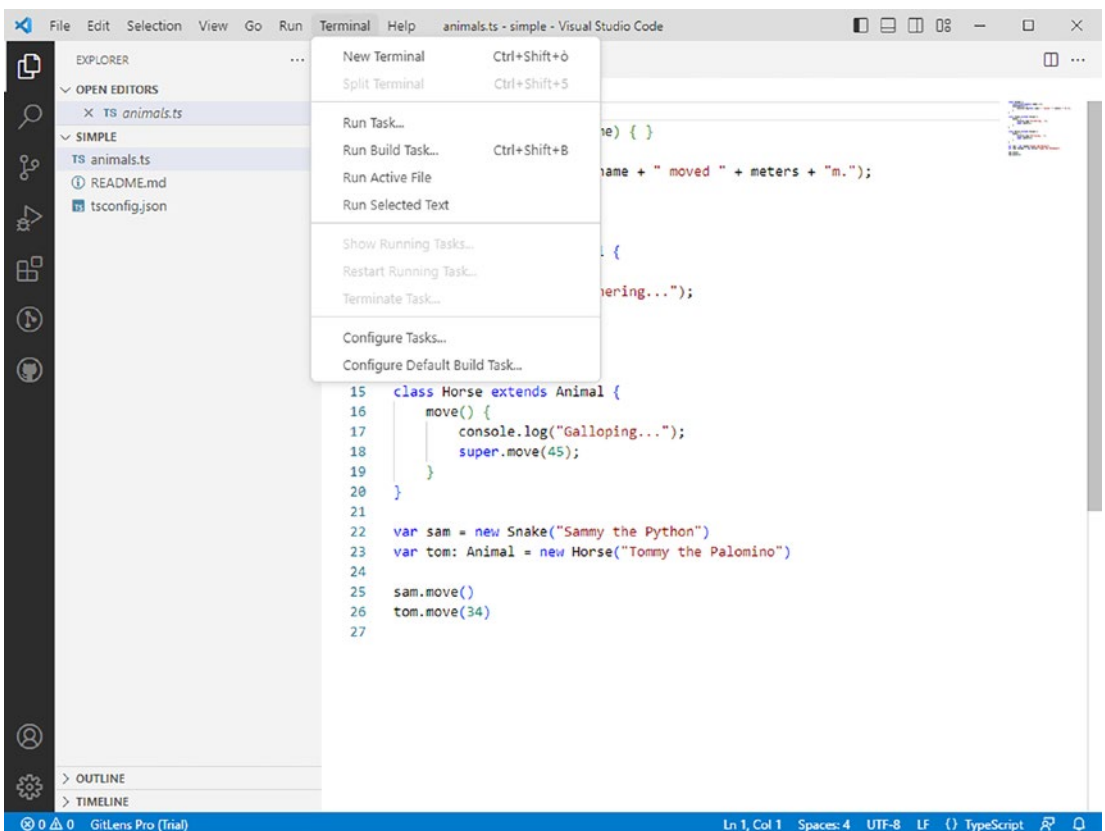 File Edit Selection View Go Run Terminal Help animals.ts - simple - Visual Studio Code
EXPLORER ...
OPEN EDITORS
TS animals.ts
SIMPLE
TS animals.ts
README.md
TS tsconfig.json
New Terminal Ctrl+Shift+ò
Split Terminal Ctrl+Shift+5
Run Task...
Run Build Task... Ctrl+Shift+B
Run Active File
Run Selected Text
Show Running Tasks...
Restart Running Task...
Terminate Task...
Configure Tasks...
Configure Default Build Task...
) { }
+ " moved " + meters + "m.");
{
...");
15 class Horse extends Animal {
16 move() {
17 console.log("Galloping...");
18 super.move(45);
19 }
20 }
21
22 var sam = new Snake("Sammy the Python")
23 var tom: Animal = new Horse("Tommy the Palomino")
24
25 sam.move()
26 tom.move(34)
27
OUTLINE
TIMELINE
0 0 GitLens Pro (Trial) Ln 1, Col 1 Spaces: 4 UTF-8 LF {} TypeScript